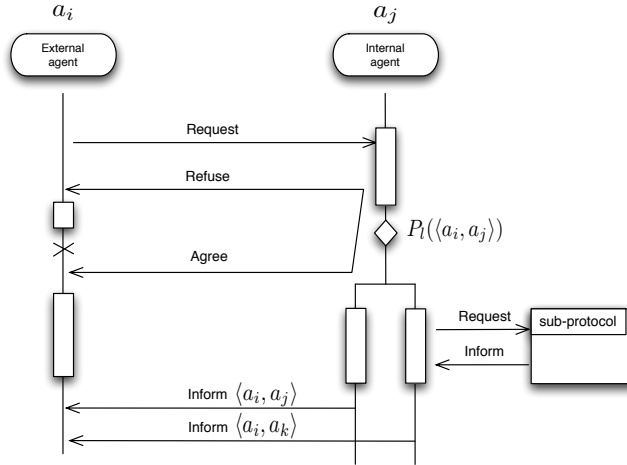 a_i
a_j
External
agent
Internal
agent
Request
Refuse
P_l(⟨a_i, a_j⟩)
Agree
Request
sub-protocol
Inform
Inform ⟨a_i, a_j⟩
Inform ⟨a_i, a_k⟩